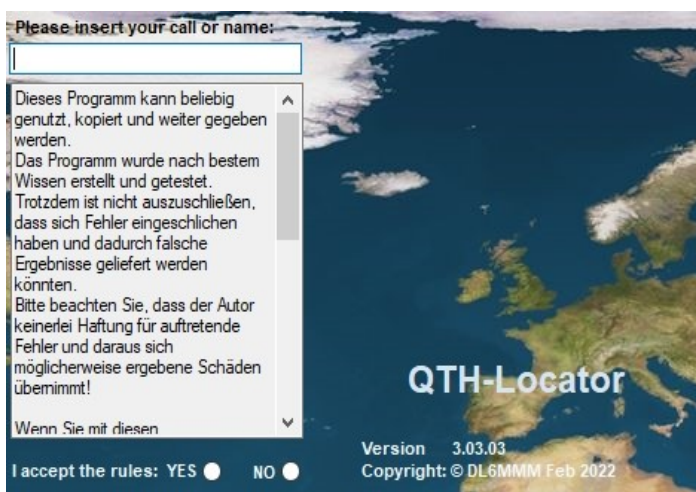 Please insert your call or name:
Dieses Programm kann beliebig
genutzt, kopiert und weiter gegeben
werden.
Das Programm wurde nach bestem
Wissen erstellt und getestet.
Trotzdem ist nicht auszuschließen,
dass sich Fehler eingeschlichen
haben und dadurch falsche
Ergebnisse geliefert werden
könnten.
Bitte beachten Sie, dass der Autor
keinerlei Haftung für auftretende
Fehler und daraus sich
möglicherweise ergebene Schäden
übernimmt!
Wenn Sie mit diesen
I accept the rules: YES NO
QTH-Locator
Version 3.03.03
Copyright: © DL6MMM Feb 2022